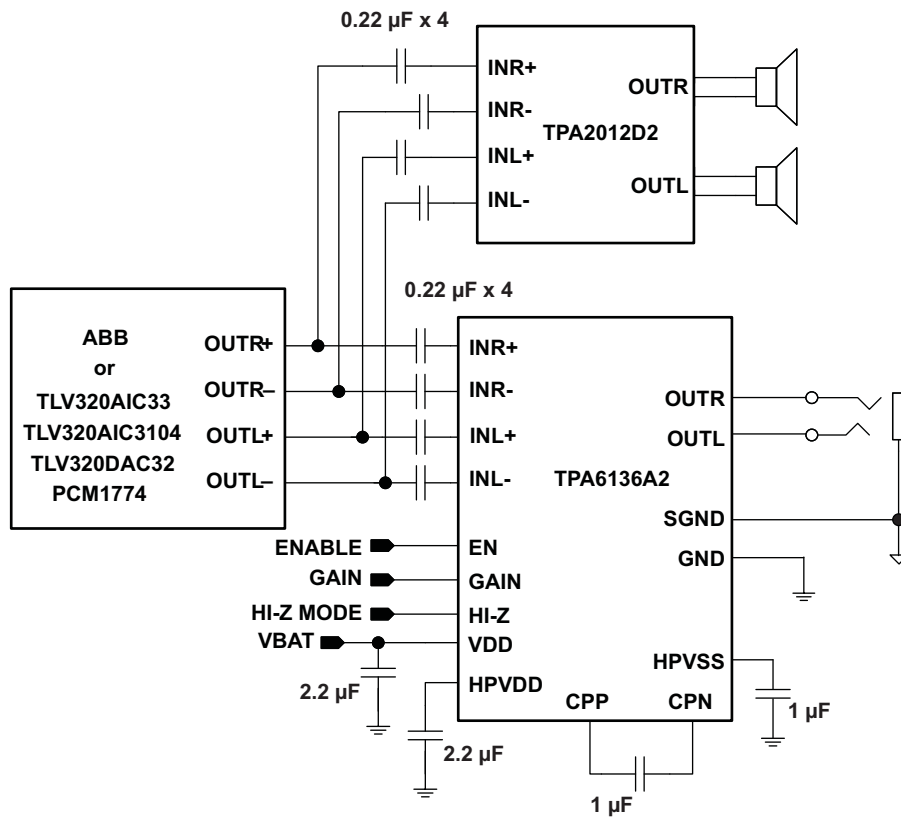 0.22 µF x 4
INR+
INR-
INL+
INL-
OUTR
TPA2012D2
OUTL
0.22 µF x 4
ABB
or
TLV320AIC33
TLV320AIC3104
TLV320DAC32
PCM1774
OUTR+
OUTR–
OUTL+
OUTL–
INR+
INR-
INL+
INL-
OUTR
OUTL
TPA6136A2
SGND
GND
ENABLE
EN
GAIN
GAIN
HI-Z MODE
HI-Z
VBAT
VDD
HPVDD
HPVSS
CPP
CPN
2.2 µF
2.2 µF
1 µF
1 µF